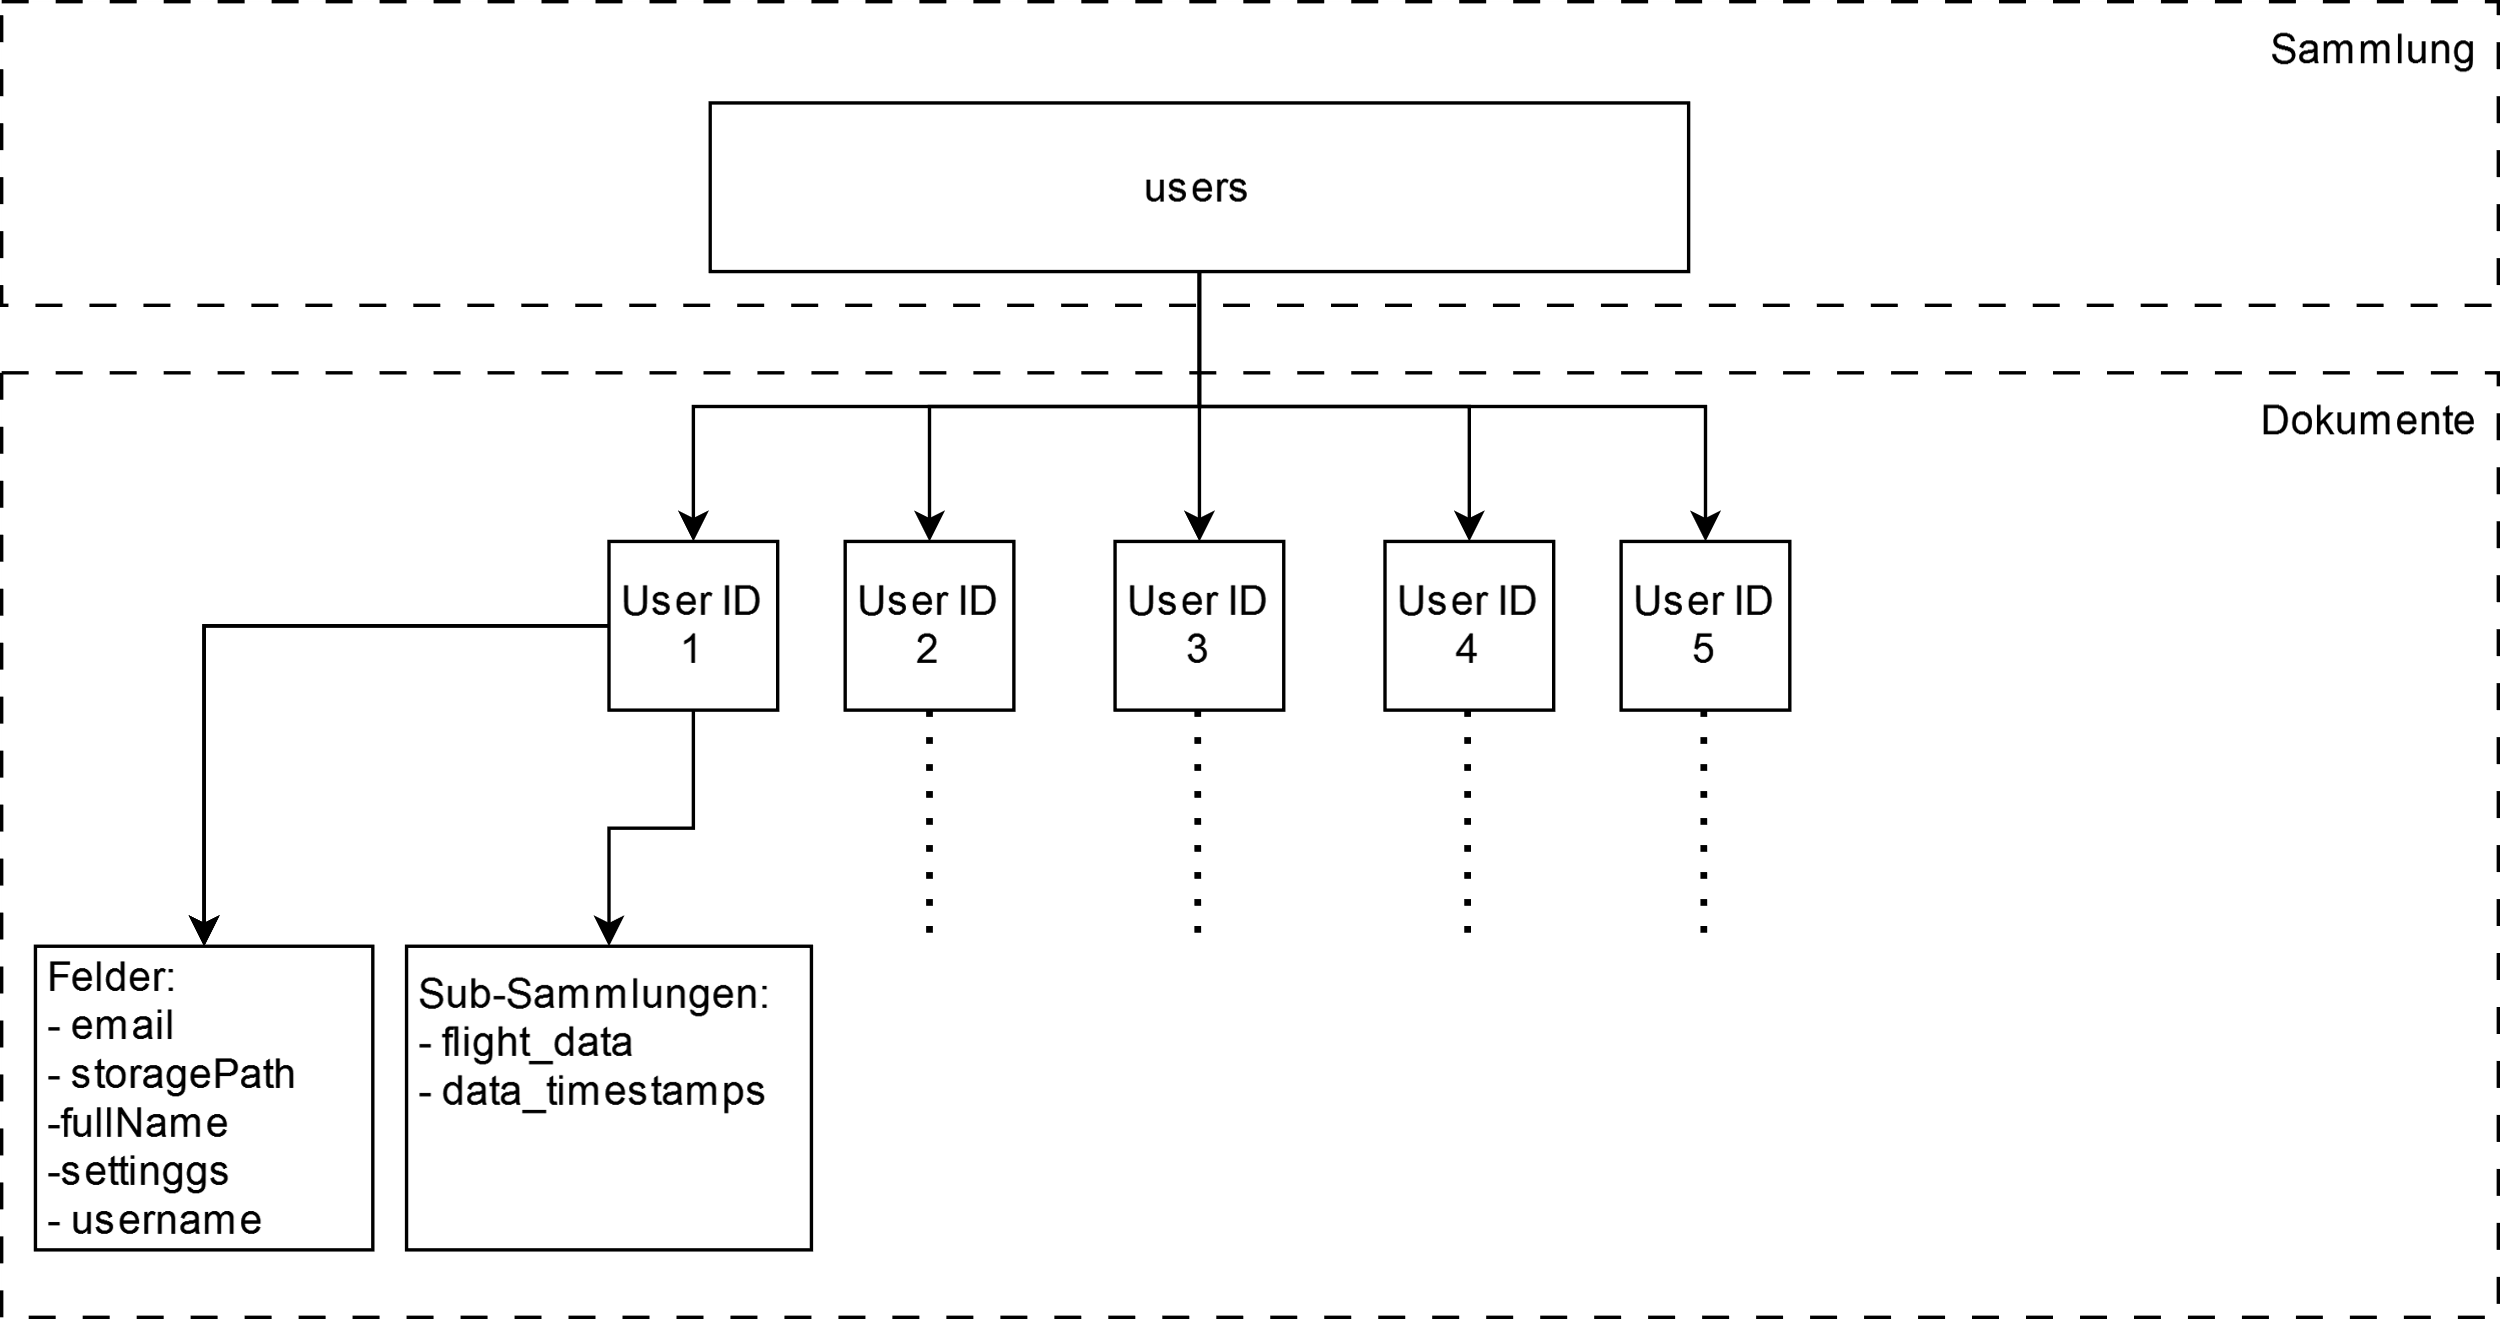 Sammlung
users
Dokumente
User ID
1
User ID
2
User ID
3
User ID
4
User ID
5
Felder:
- email
- storagePath
-fullName
-settinggs
- username
Sub-Sammlungen:
- flight_data
- data_timestamps